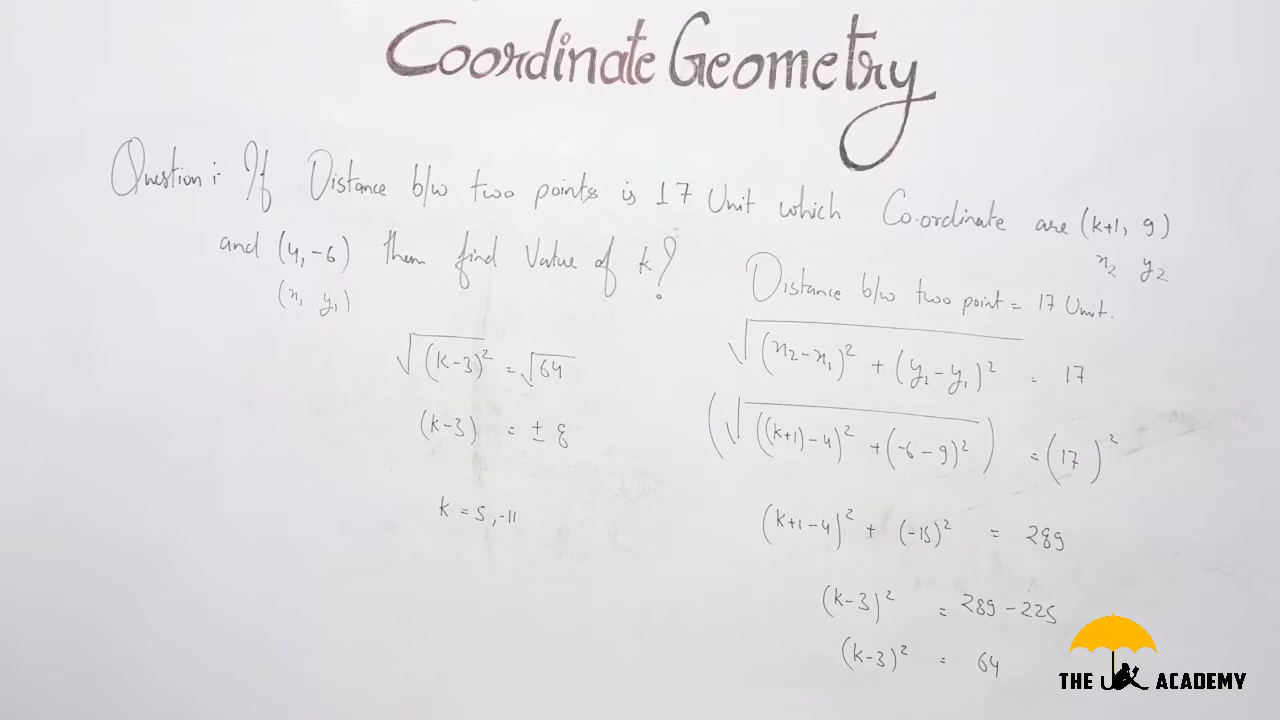 Coordinate Geometry
Question 1: If Distance b/w two points is 17 Unit which Co.ordinate are (k+1, 9)
and (4, -6) then find Value of k?
x₂ y₂
(x₁ y₁)
Distance b/w two point = 17 Unit.
√((x₂-x₁)² + (y₂-y₁)²) = 17
(√(((k+1)-4)² + (-6-9)²)) = (17)²
(k+1-4)² + (-15)² = 289
(k-3)² = 289-225
(k-3)² = 64
√(k-3)² = √64
(k-3) = ± 8
k = 5, -11
THE ACADEMY